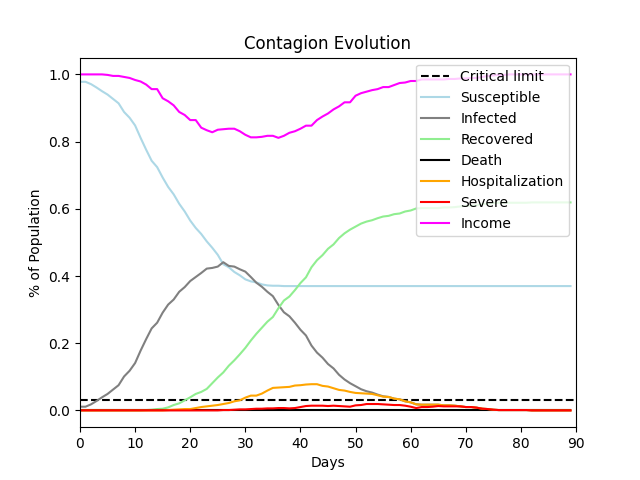 Contagion Evolution
% of Population
1.0
0.8
0.6
0.4
0.2
0.0
Critical limit
Susceptible
Infected
Recovered
Death
Hospitalization
Severe
Income
0 10 20 30 40 50 60 70 80 90
Days